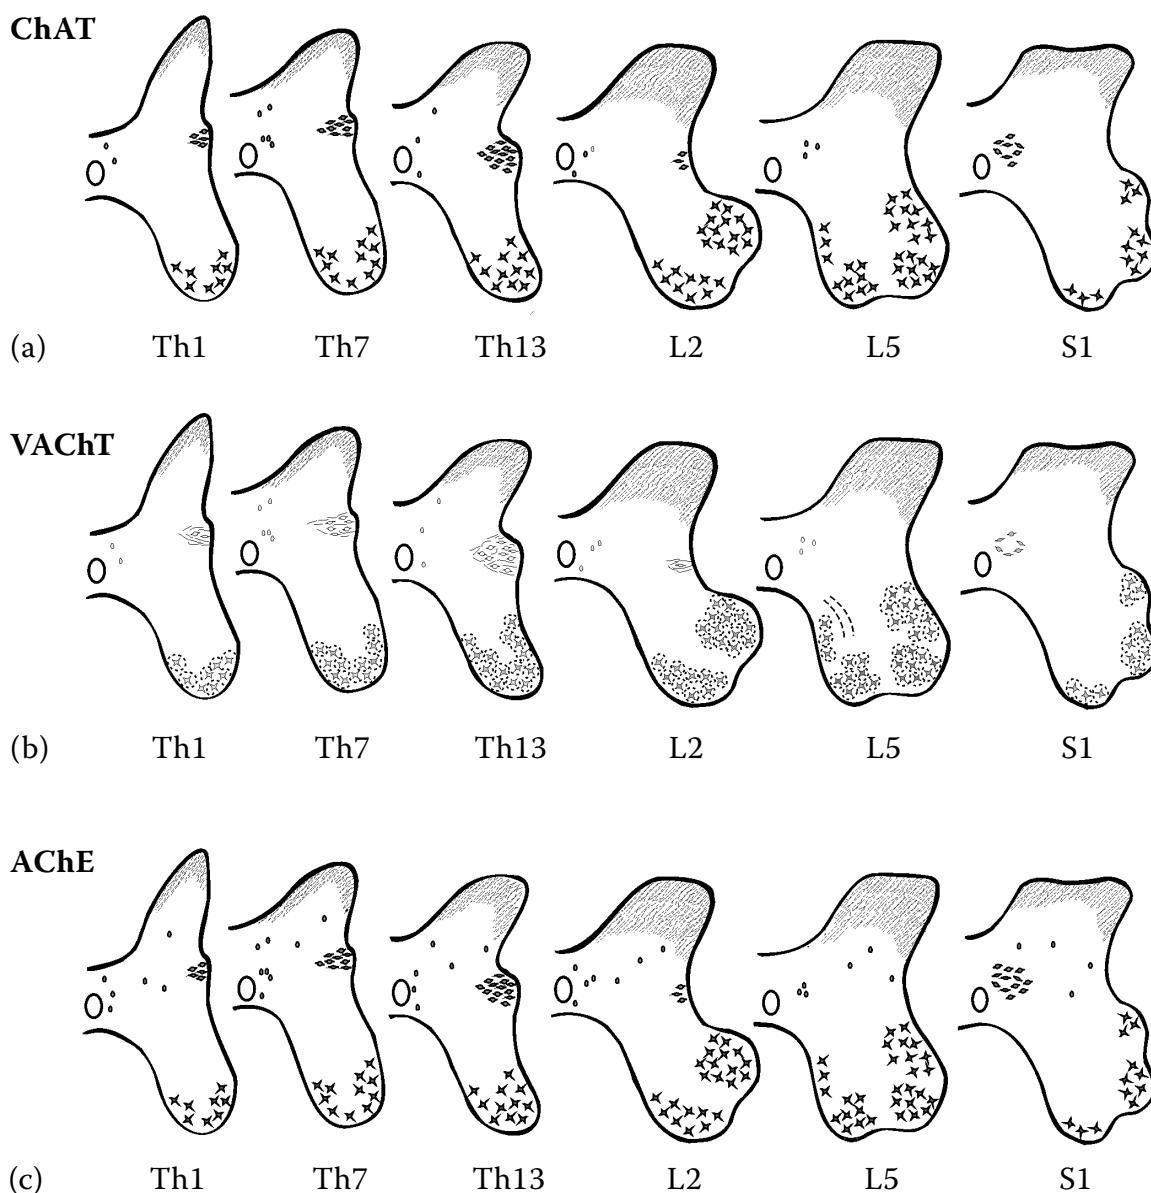 ChAT
(a) Th1 Th7 Th13 L2 L5 S1
VAChT
(b) Th1 Th7 Th13 L2 L5 S1
AChE
(c) Th1 Th7 Th13 L2 L5 S1